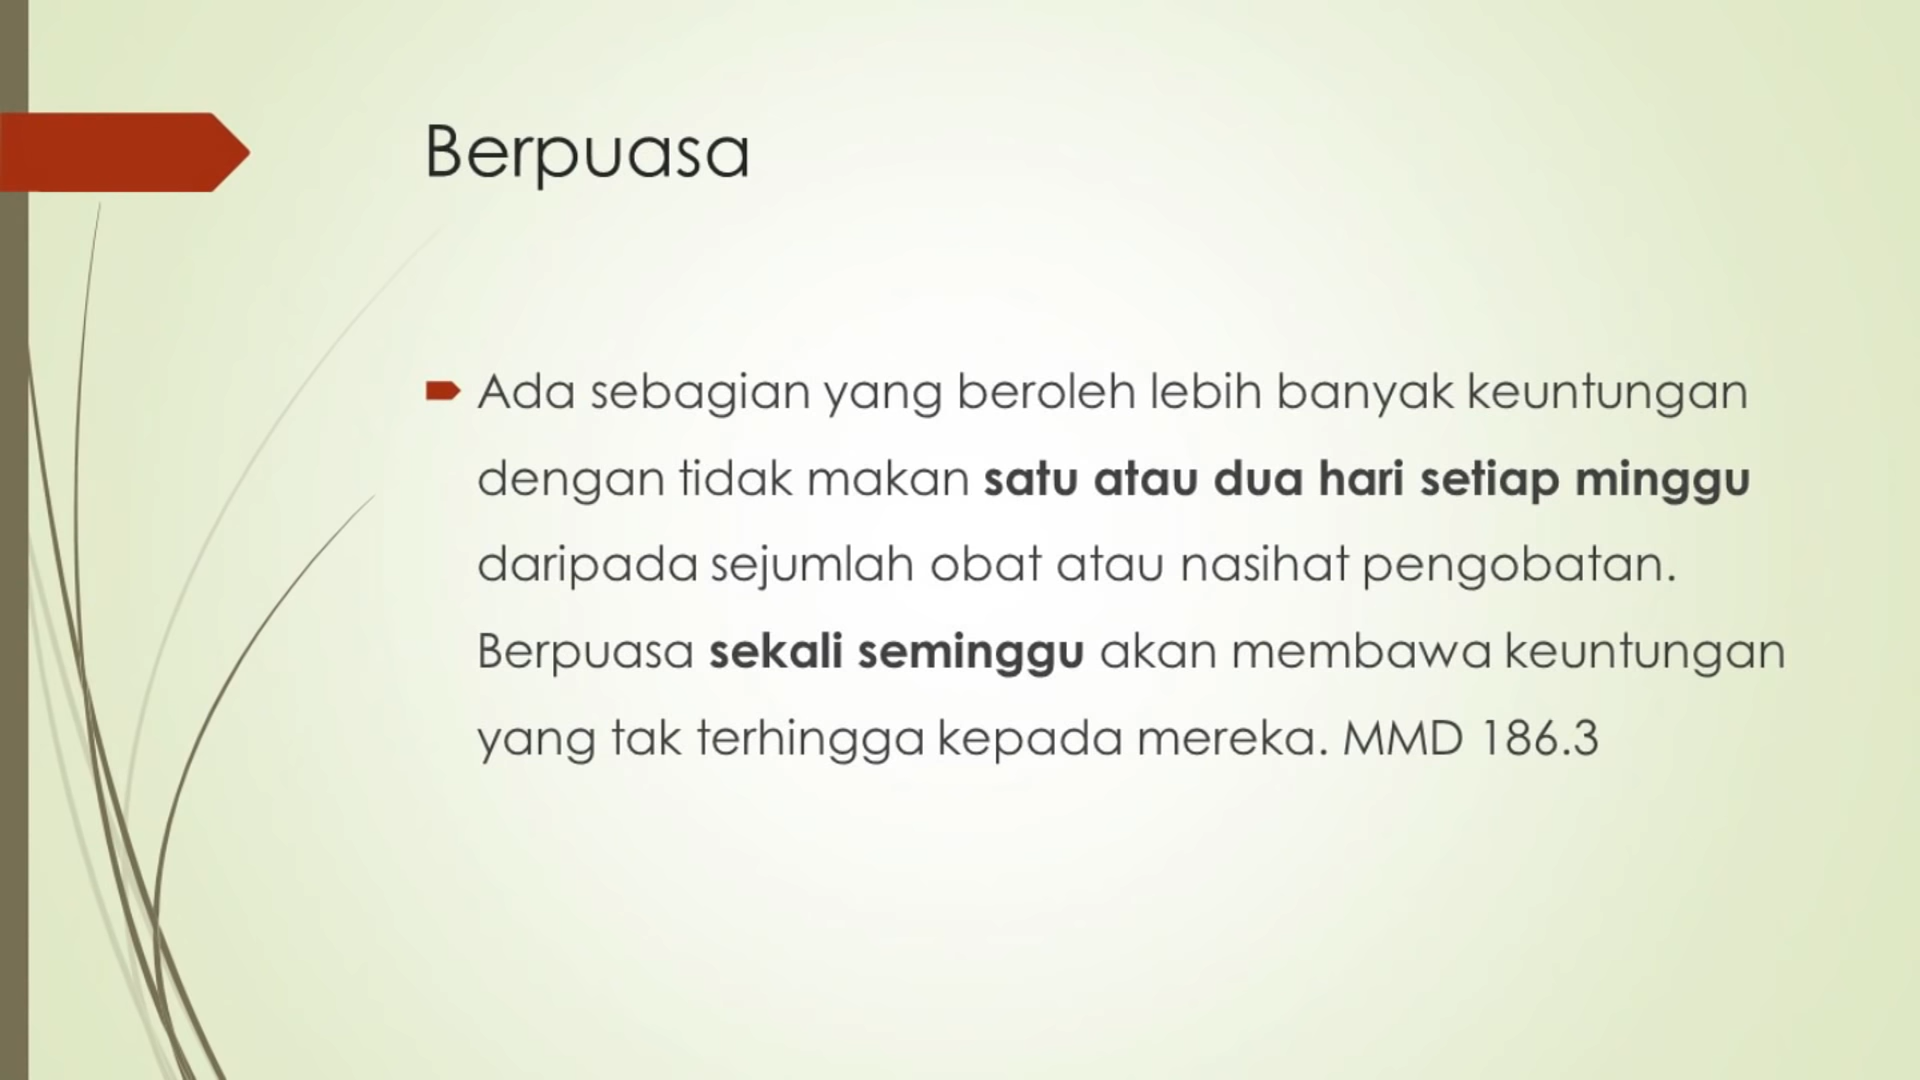 Berpuasa
Ada sebagian yang beroleh lebih banyak keuntungan
dengan tidak makan satu atau dua hari setiap minggu
daripada sejumlah obat atau nasihat pengobatan.
Berpuasa sekali seminggu akan membawa keuntungan
yang tak terhingga kepada mereka. MMD 186.3